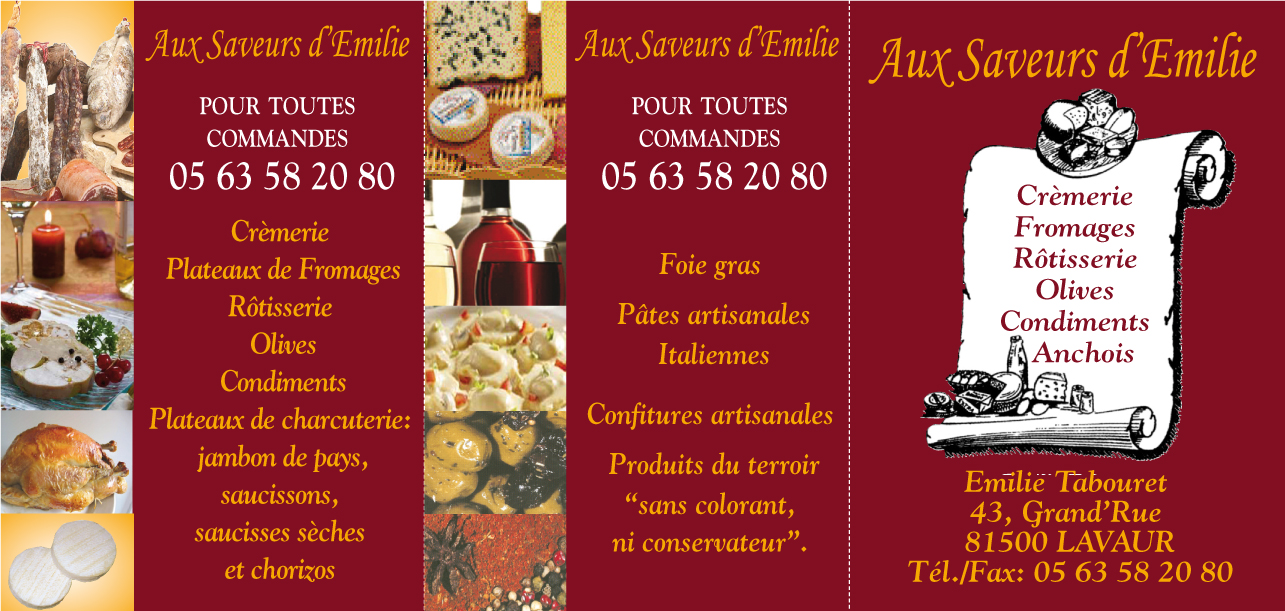 Aux Saveurs d'Emilie
POUR TOUTES
COMMANDES
05 63 58 20 80
Crèmerie
Plateaux de Fromages
Rôtisserie
Olives
Condiments
Plateaux de charcuterie:
jambon de pays,
saucissons,
saucisses sèches
et chorizos
Aux Saveurs d'Emilie
POUR TOUTES
COMMANDES
05 63 58 20 80
Foie gras
Pâtes artisanales
Italiennes
Confitures artisanales
Produits du terroir
“sans colorant,
ni conservateur”.
Aux Saveurs d'Emilie
Crèmerie
Fromages
Rôtisserie
Olives
Condiments
Anchois
Emilie Tabouret
43, Grand'Rue
81500 LAVAUR
Tél./Fax: 05 63 58 20 80